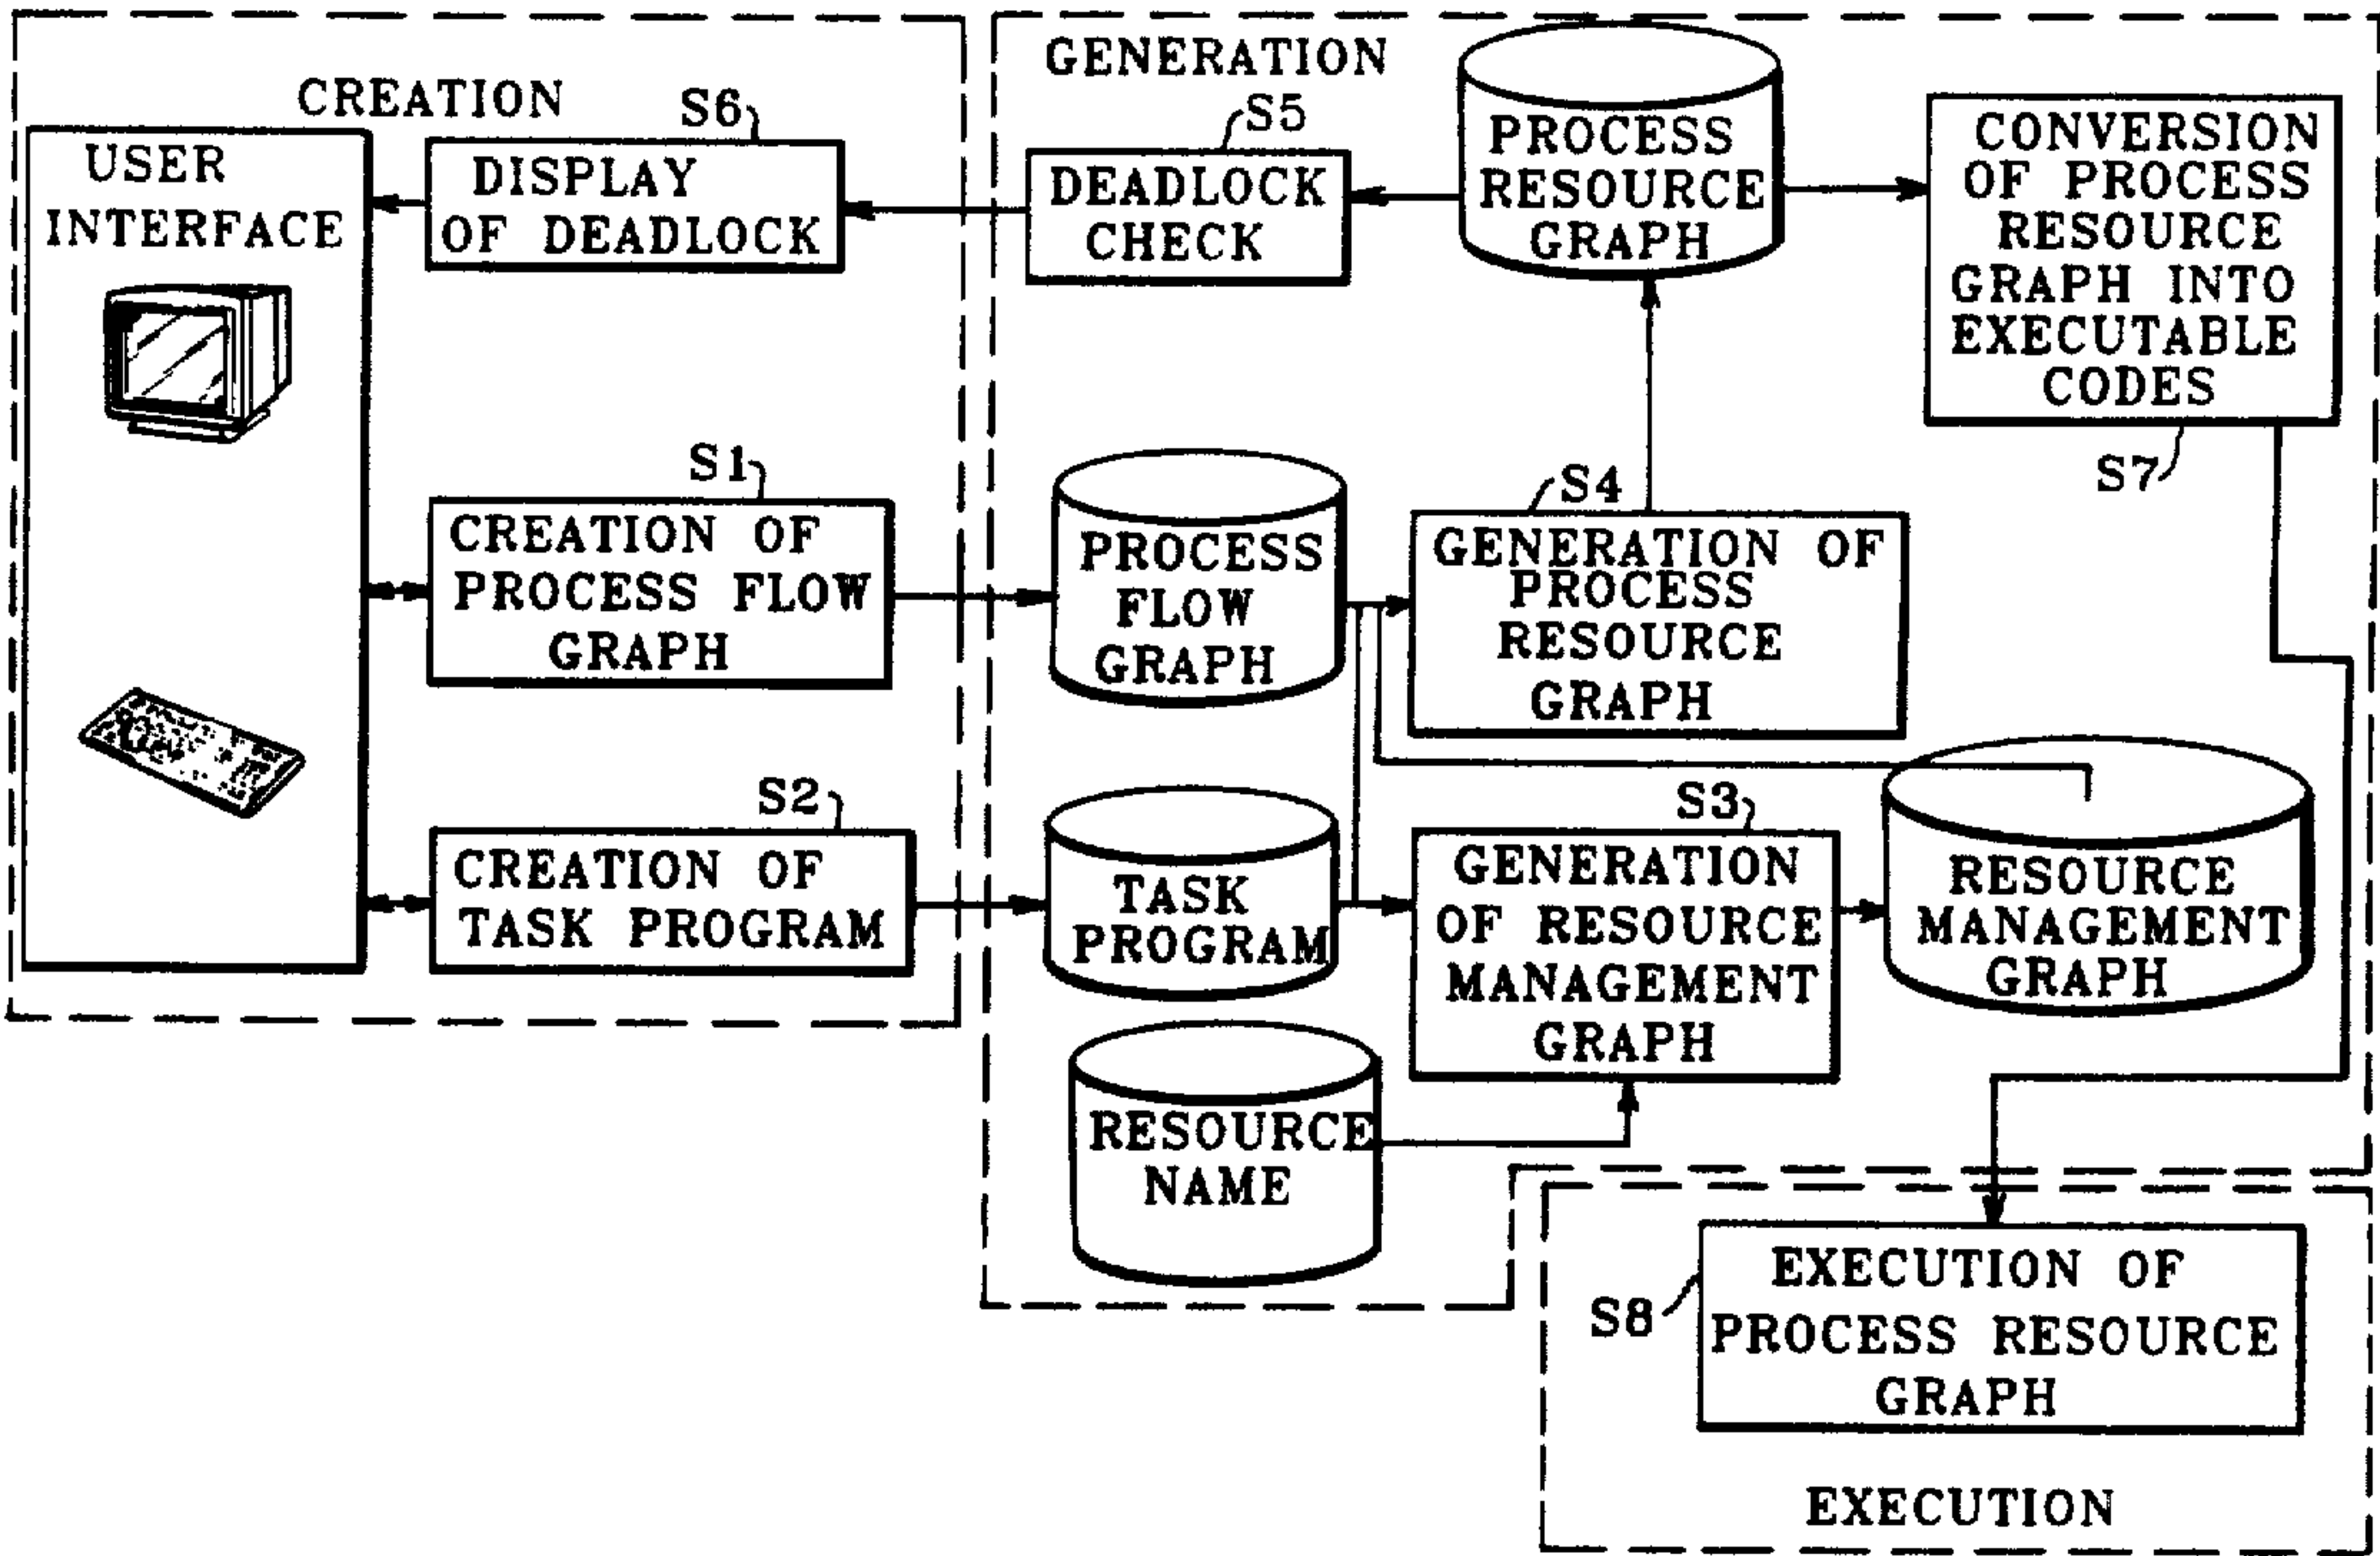 CREATION
USER
INTERFACE
S6
DISPLAY
OF DEADLOCK
S1
CREATION OF
PROCESS FLOW
GRAPH
S2
CREATION OF
TASK PROGRAM
GENERATION
S5
DEADLOCK
CHECK
PROCESS
RESOURCE
GRAPH
CONVERSION
OF PROCESS
RESOURCE
GRAPH INTO
EXECUTABLE
CODES
S7
PROCESS
FLOW
GRAPH
S4
GENERATION OF
PROCESS
RESOURCE
GRAPH
TASK
PROGRAM
S3
GENERATION
OF RESOURCE
MANAGEMENT
GRAPH
RESOURCE
MANAGEMENT
GRAPH
RESOURCE
NAME
S8
EXECUTION OF
PROCESS RESOURCE
GRAPH
EXECUTION